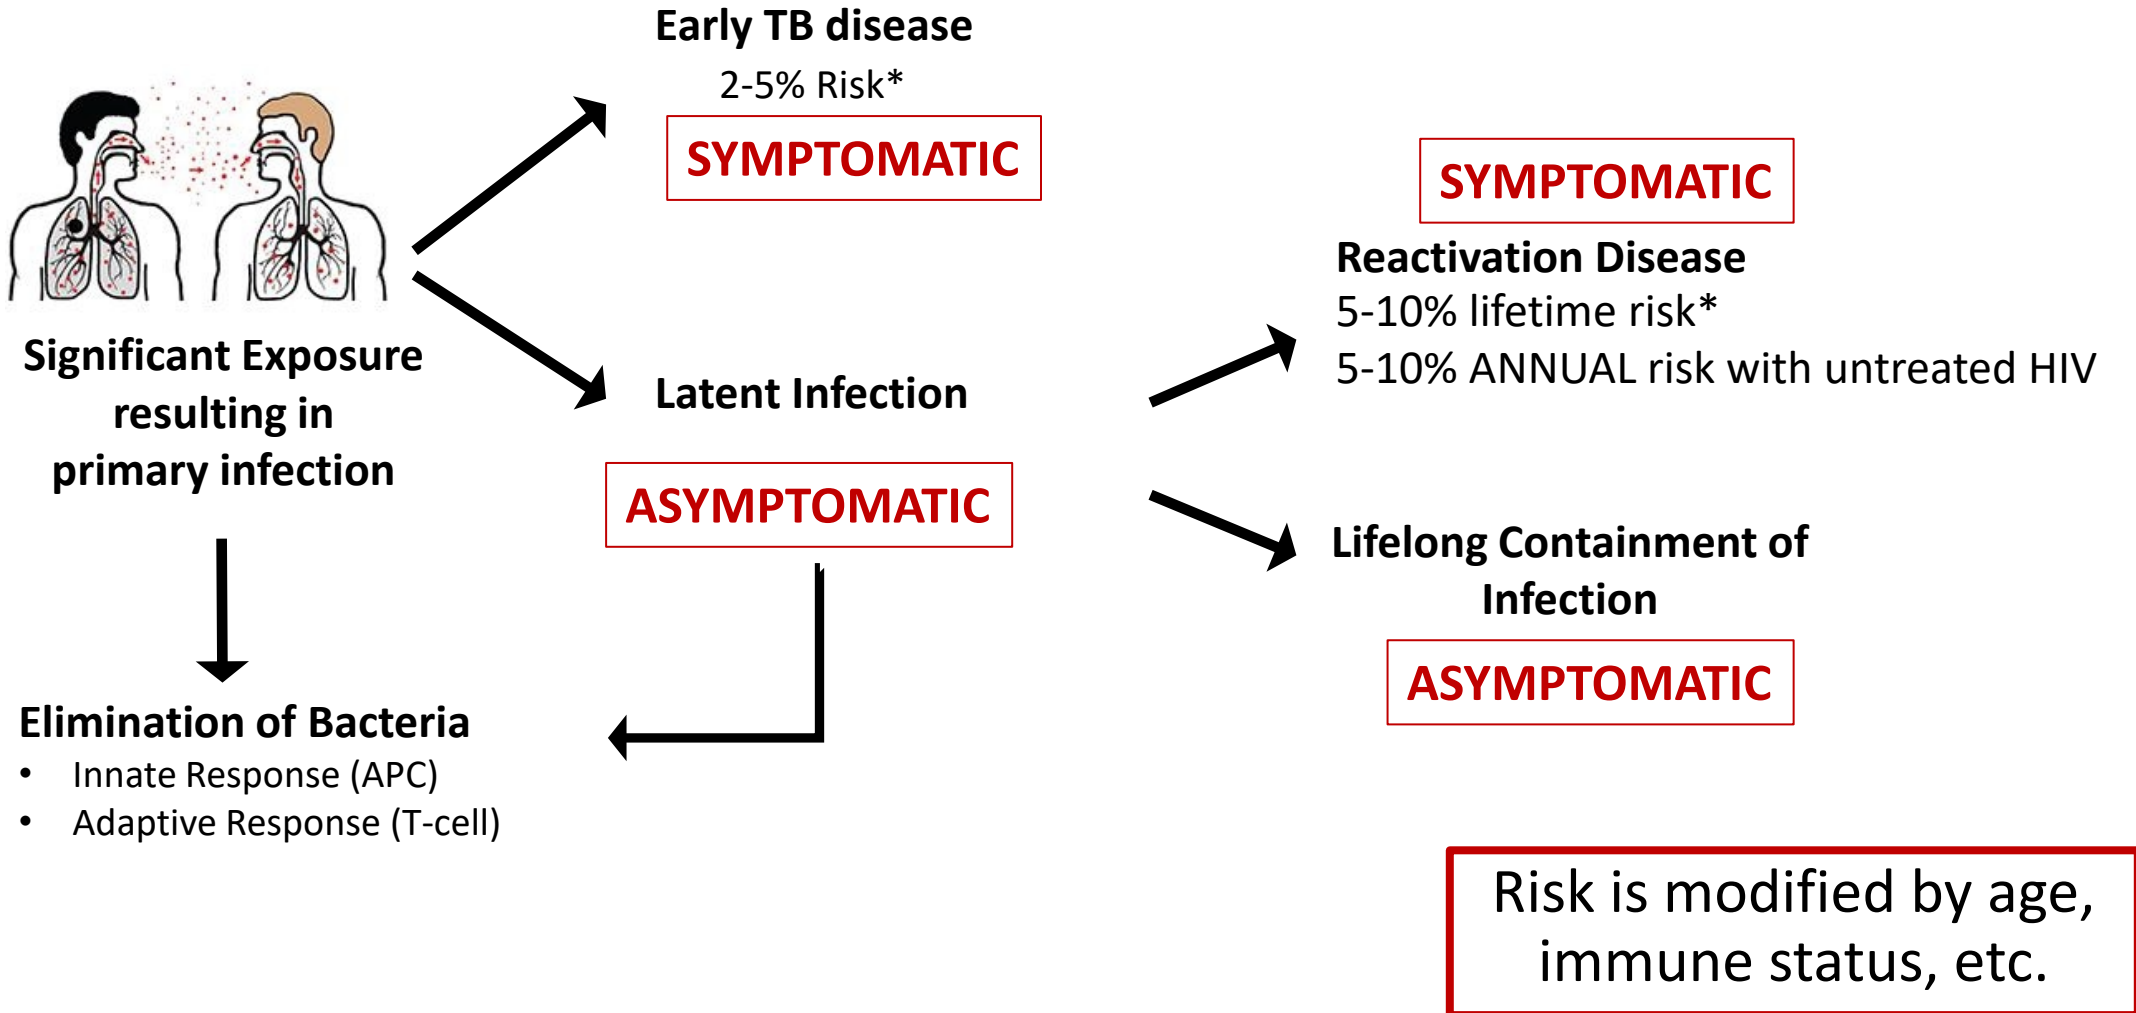 Early TB disease
2-5% Risk*
SYMPTOMATIC
Significant Exposure
resulting in
primary infection
Latent Infection
ASYMPTOMATIC
SYMPTOMATIC
Reactivation Disease
5-10% lifetime risk*
5-10% ANNUAL risk with untreated HIV
Lifelong Containment of
Infection
ASYMPTOMATIC
Elimination of Bacteria
• Innate Response (APC)
• Adaptive Response (T-cell)
Risk is modified by age,
immune status, etc.